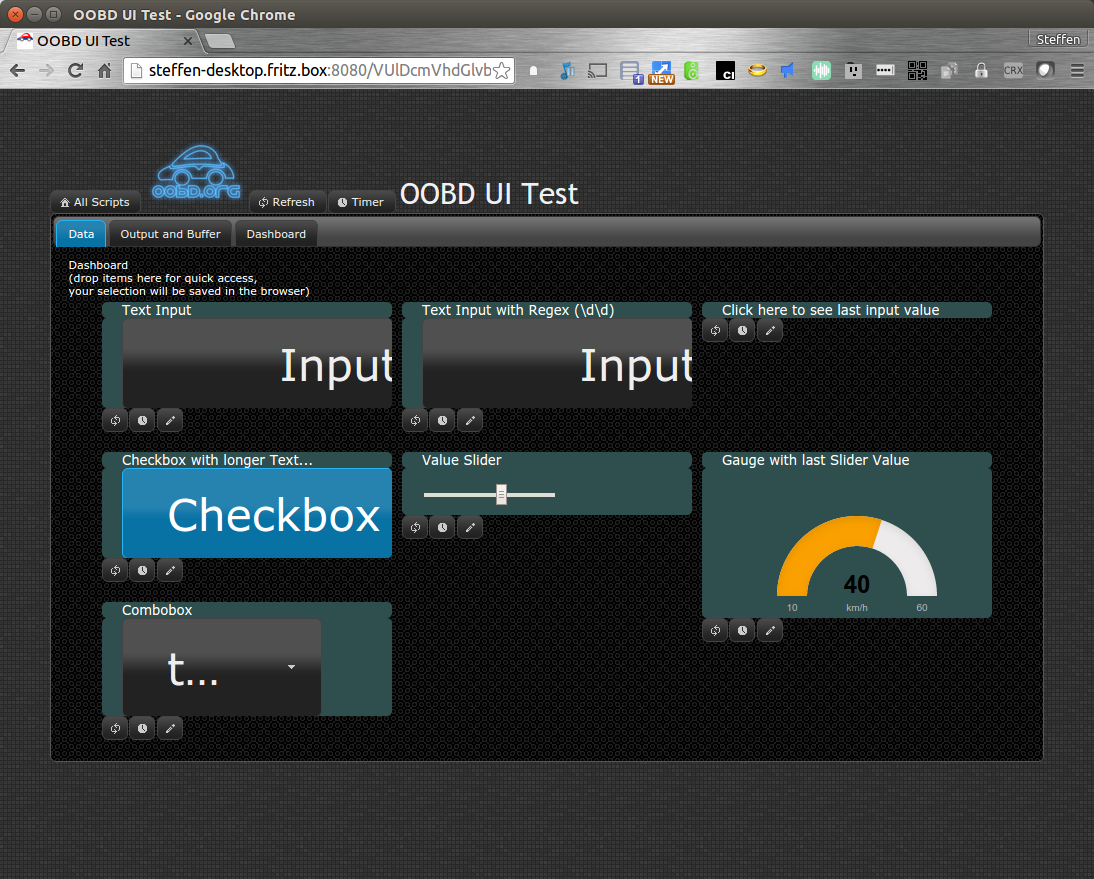 OOBD UI Test - Google Chrome
OOBD UI Test
Steffen
steffen-desktop.fritz.box:8080/VUlDcmVhdGlvb
1
NEW
CRX
OOBD.ORG
All Scripts
Refresh
Timer
OOBD UI Test
Data
Output and Buffer
Dashboard
Dashboard
(drop items here for quick access,
your selection will be saved in the browser)
Text Input
Text Input with Regex (\d\d)
Click here to see last input value
Input
Input
Checkbox with longer Text...
Value Slider
Gauge with last Slider Value
Checkbox
40
10
km/h
60
Combobox
t...